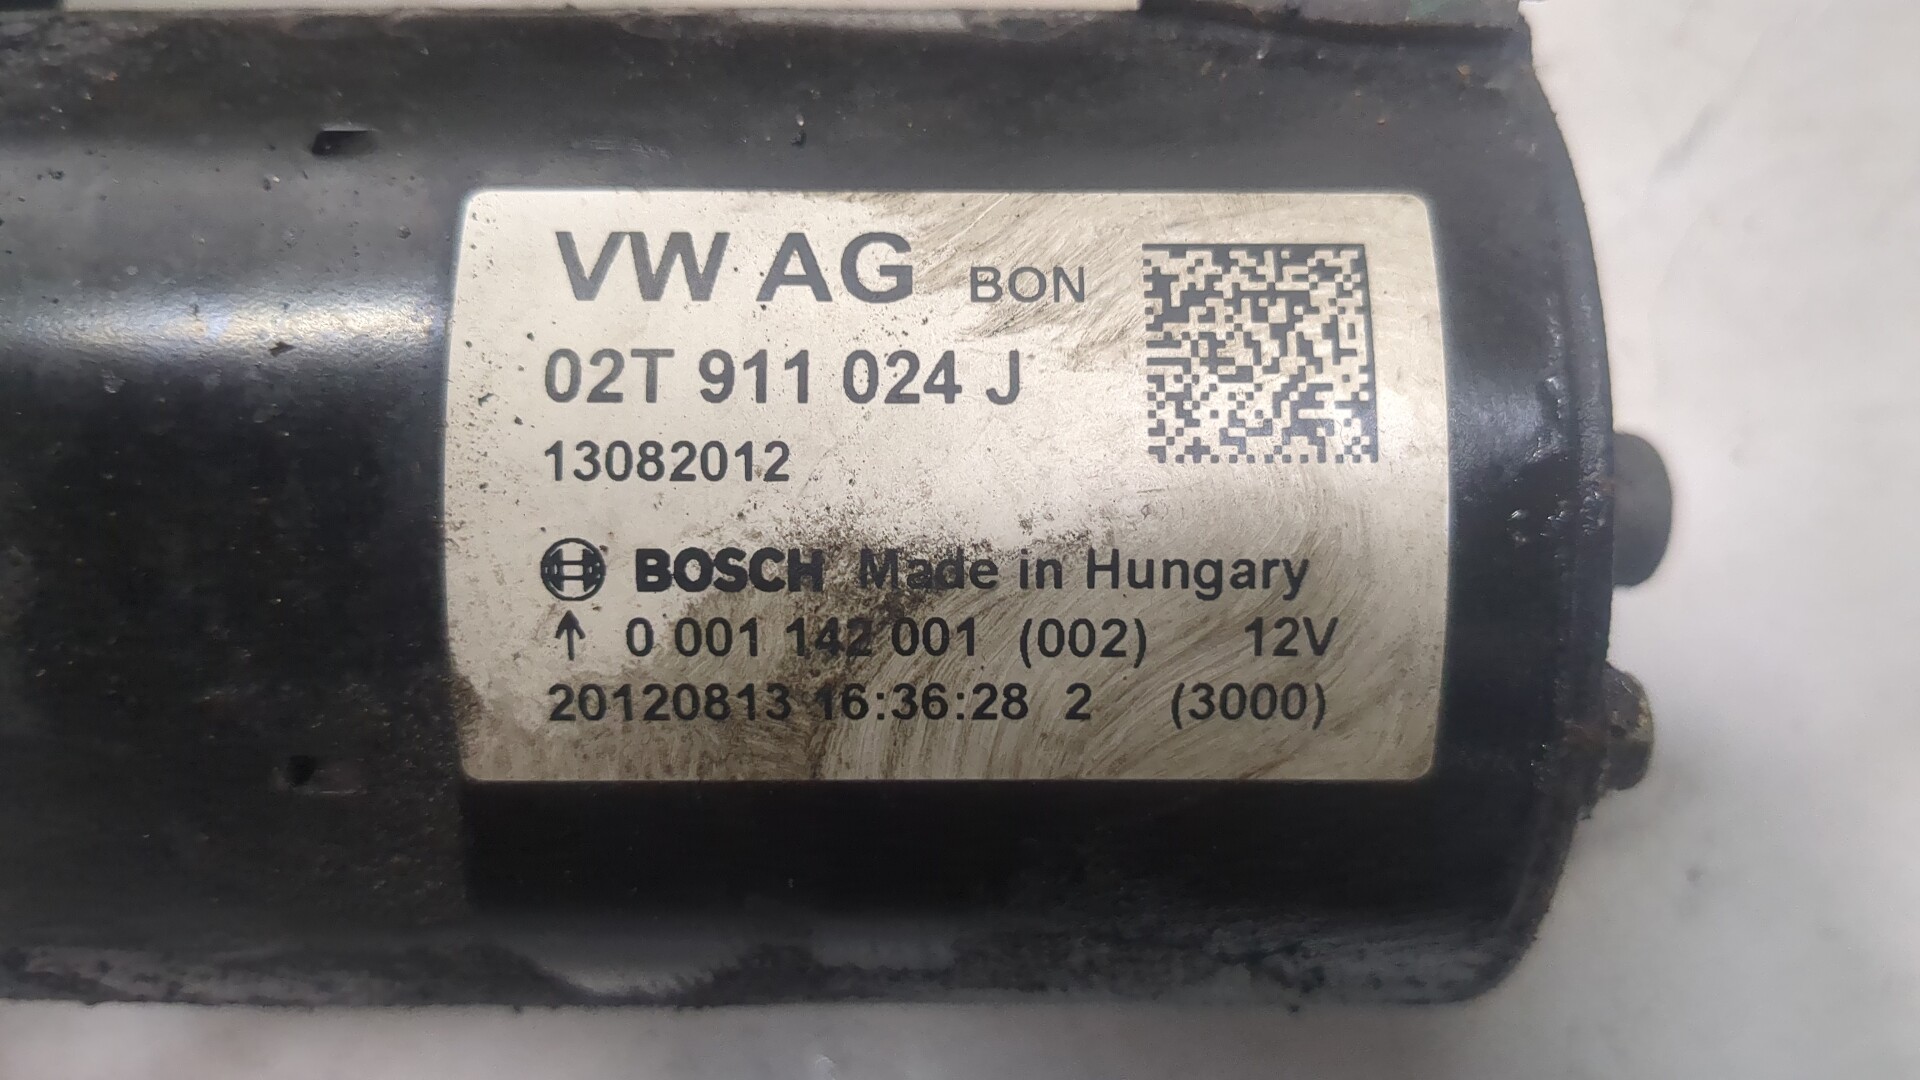 VW AG BON
02T 911 024 J
13082012
BOSCH Made in Hungary
↑ 0 001 142 001 (002) 12V
20120813 16:36:28 2 (3000)